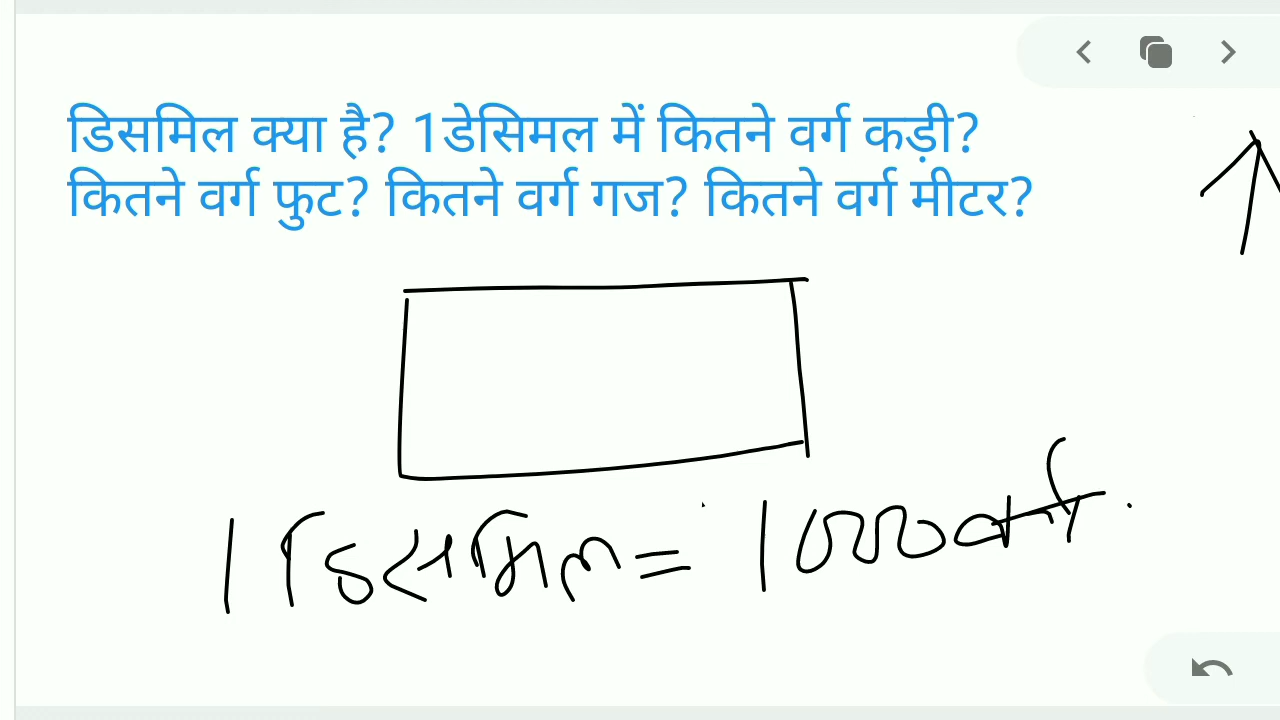 डिसमिल क्या है? 1डेसिमल में कितने वर्ग कड़ी?
कितने वर्ग फुट? कितने वर्ग गज? कितने वर्ग मीटर?
1 डिसमिल = 1000 वर्ग